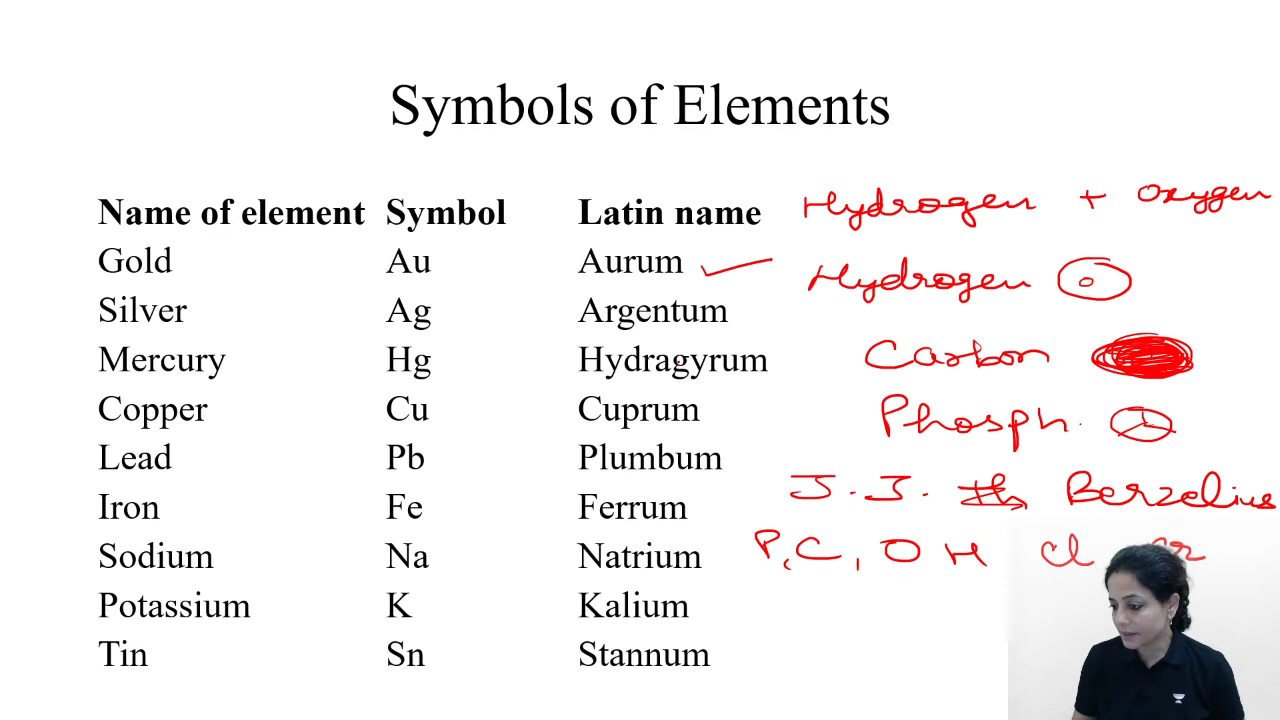 Symbols of Elements
Name of element Symbol Latin name
Gold Au Aurum
Silver Ag Argentum
Mercury Hg Hydragyrum
Copper Cu Cuprum
Lead Pb Plumbum
Iron Fe Ferrum
Sodium Na Natrium
Potassium K Kalium
Tin Sn Stannum
Hydrogen + Oxygen
Hydrogen
Carbon
Phosph.
J. J. Berzelius
P, C, O H Cl